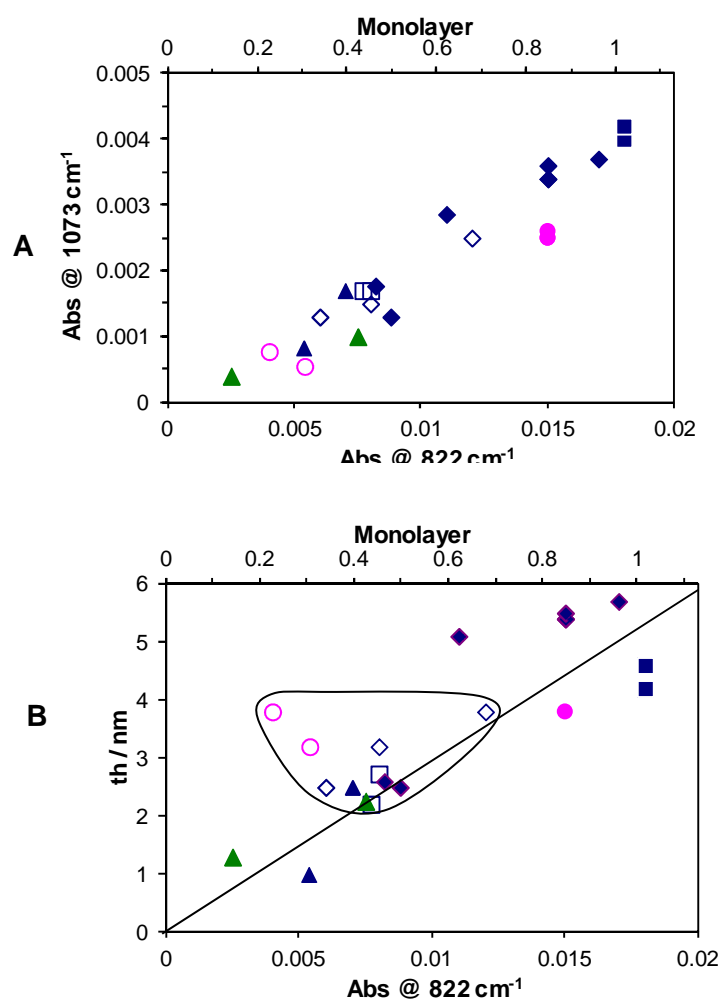 Monolayer
0 0.2 0.4 0.6 0.8 1
0.005
0.004
0.003
0.002
0.001
0
A
Abs @ 1073 cm⁻¹
0 0.005 0.01 0.015 0.02
Abs @ 822 cm⁻¹
Monolayer
0 0.2 0.4 0.6 0.8 1
6
5
4
3
2
1
0
B
th / nm
0 0.005 0.01 0.015 0.02
Abs @ 822 cm⁻¹